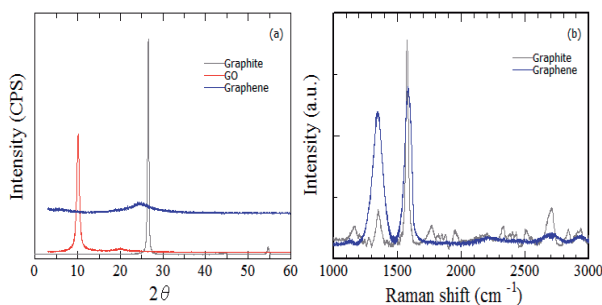 (a)
Graphite
GO
Graphene
Intensity (CPS)
0 10 20 30 40 50 60
2θ
(b)
Graphite
Graphene
Intensity (a.u.)
1000 1500 2000 2500 3000
Raman shift (cm⁻¹)